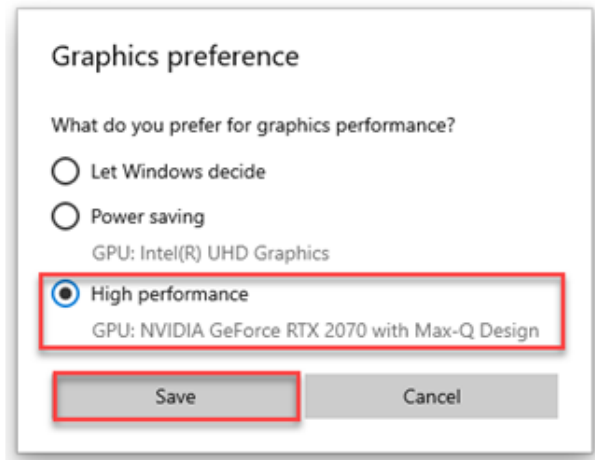 Graphics preference
What do you prefer for graphics performance?
Let Windows decide
Power saving
GPU: Intel(R) UHD Graphics
High performance
GPU: NVIDIA GeForce RTX 2070 with Max-Q Design
Save Cancel